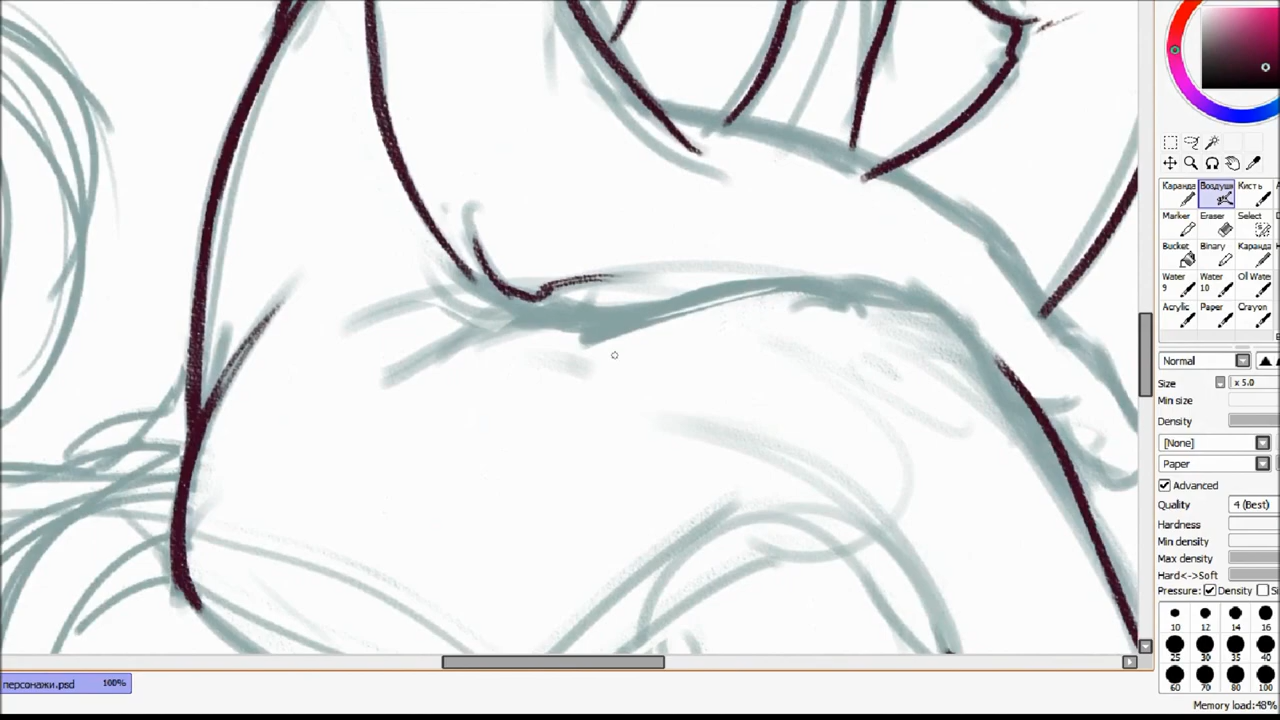 Каранда Воздушн Кисть
Marker Eraser Select
Bucket Binary Каранда
Water 9 Water 10 Oil Water
Acrylic Paper Crayon
Normal
Size x 5.0
Min size
Density
[None]
Paper
Advanced
Quality 4 (Best)
Hardness
Min density
Max density
Hard<->Soft
Pressure: Density
10 12 14 16
25 30 35 40
60 70 80 100
персонажи.psd 100%
Memory load:48%